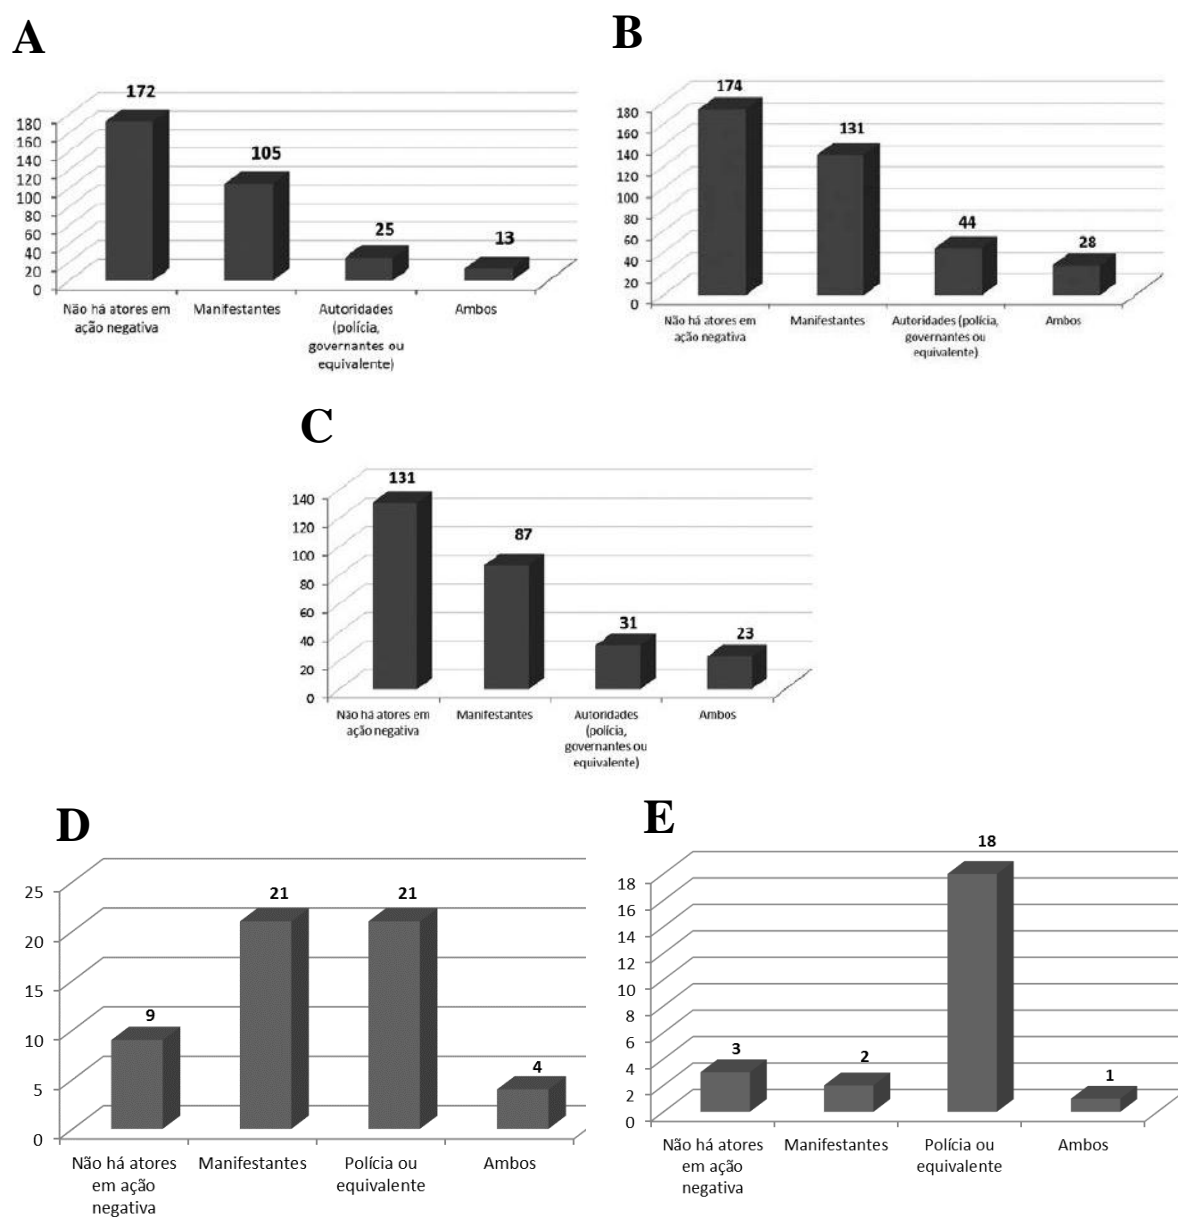 A
172
105
25
13
180
160
140
120
100
80
60
40
20
0
Não há atores em
ação negativa
Manifestantes
Autoridades
(polícia,
governantes ou
equivalente)
Ambos
B
174
131
44
28
180
160
140
120
100
80
60
40
20
0
Não há atores em
ação negativa
Manifestantes
Autoridades (polícia,
governantes ou
equivalente)
Ambos
C
131
87
31
23
140
120
100
80
60
40
20
0
Não há atores em
ação negativa
Manifestantes
Autoridades
(polícia,
governantes ou
equivalente)
Ambos
D
9
21
21
4
25
20
15
10
5
0
Não há atores
em ação
negativa
Manifestantes
Polícia ou
equivalente
Ambos
E
3
2
18
1
18
16
14
12
10
8
6
4
2
0
Não há atores
em ação
negativa
Manifestantes
Polícia ou
equivalente
Ambos